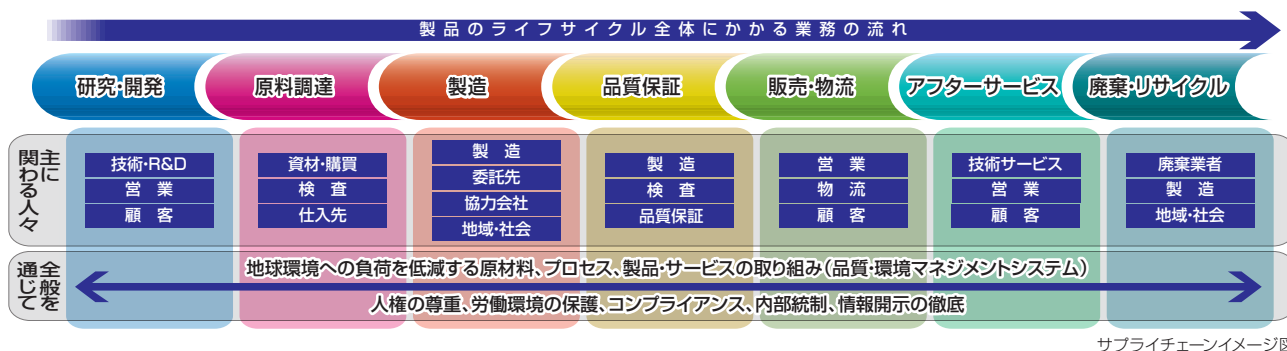 製品のライフサイクル全体にかかる業務の流れ
研究・開発
原料調達
製造
品質保証
販売・物流
アフターサービス
廃棄・リサイクル
主に
関わる人々
技術・R&D
営業
顧客
資材・購買
検査
仕入先
製造
委託先
協力会社
地域・社会
製造
検査
品質保証
営業
物流
顧客
技術サービス
営業
顧客
廃棄業者
製造
地域・社会
全般を
通じて
地球環境への負荷を低減する原材料、プロセス、製品・サービスの取り組み（品質・環境マネジメントシステム）
人権の尊重、労働環境の保護、コンプライアンス、内部統制、情報開示の徹底
サプライチェーンイメージ図